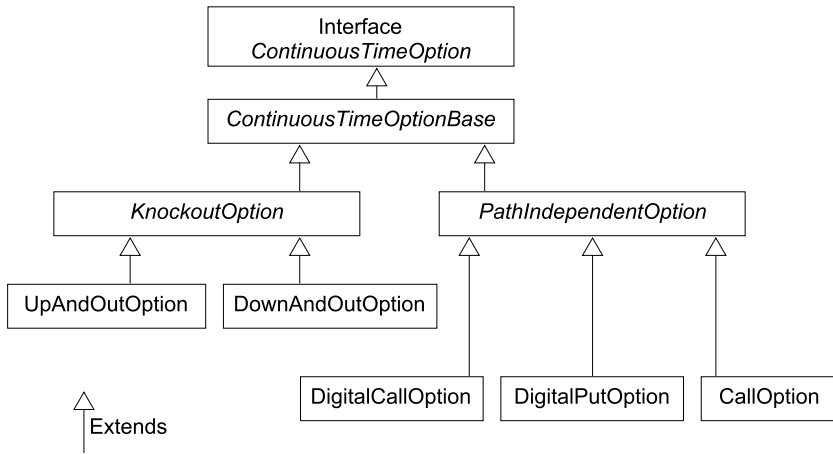 Interface
ContinuousTimeOption
ContinuousTimeOptionBase
KnockoutOption
PathIndependentOption
UpAndOutOption
DownAndOutOption
DigitalCallOption
DigitalPutOption
CallOption
Extends